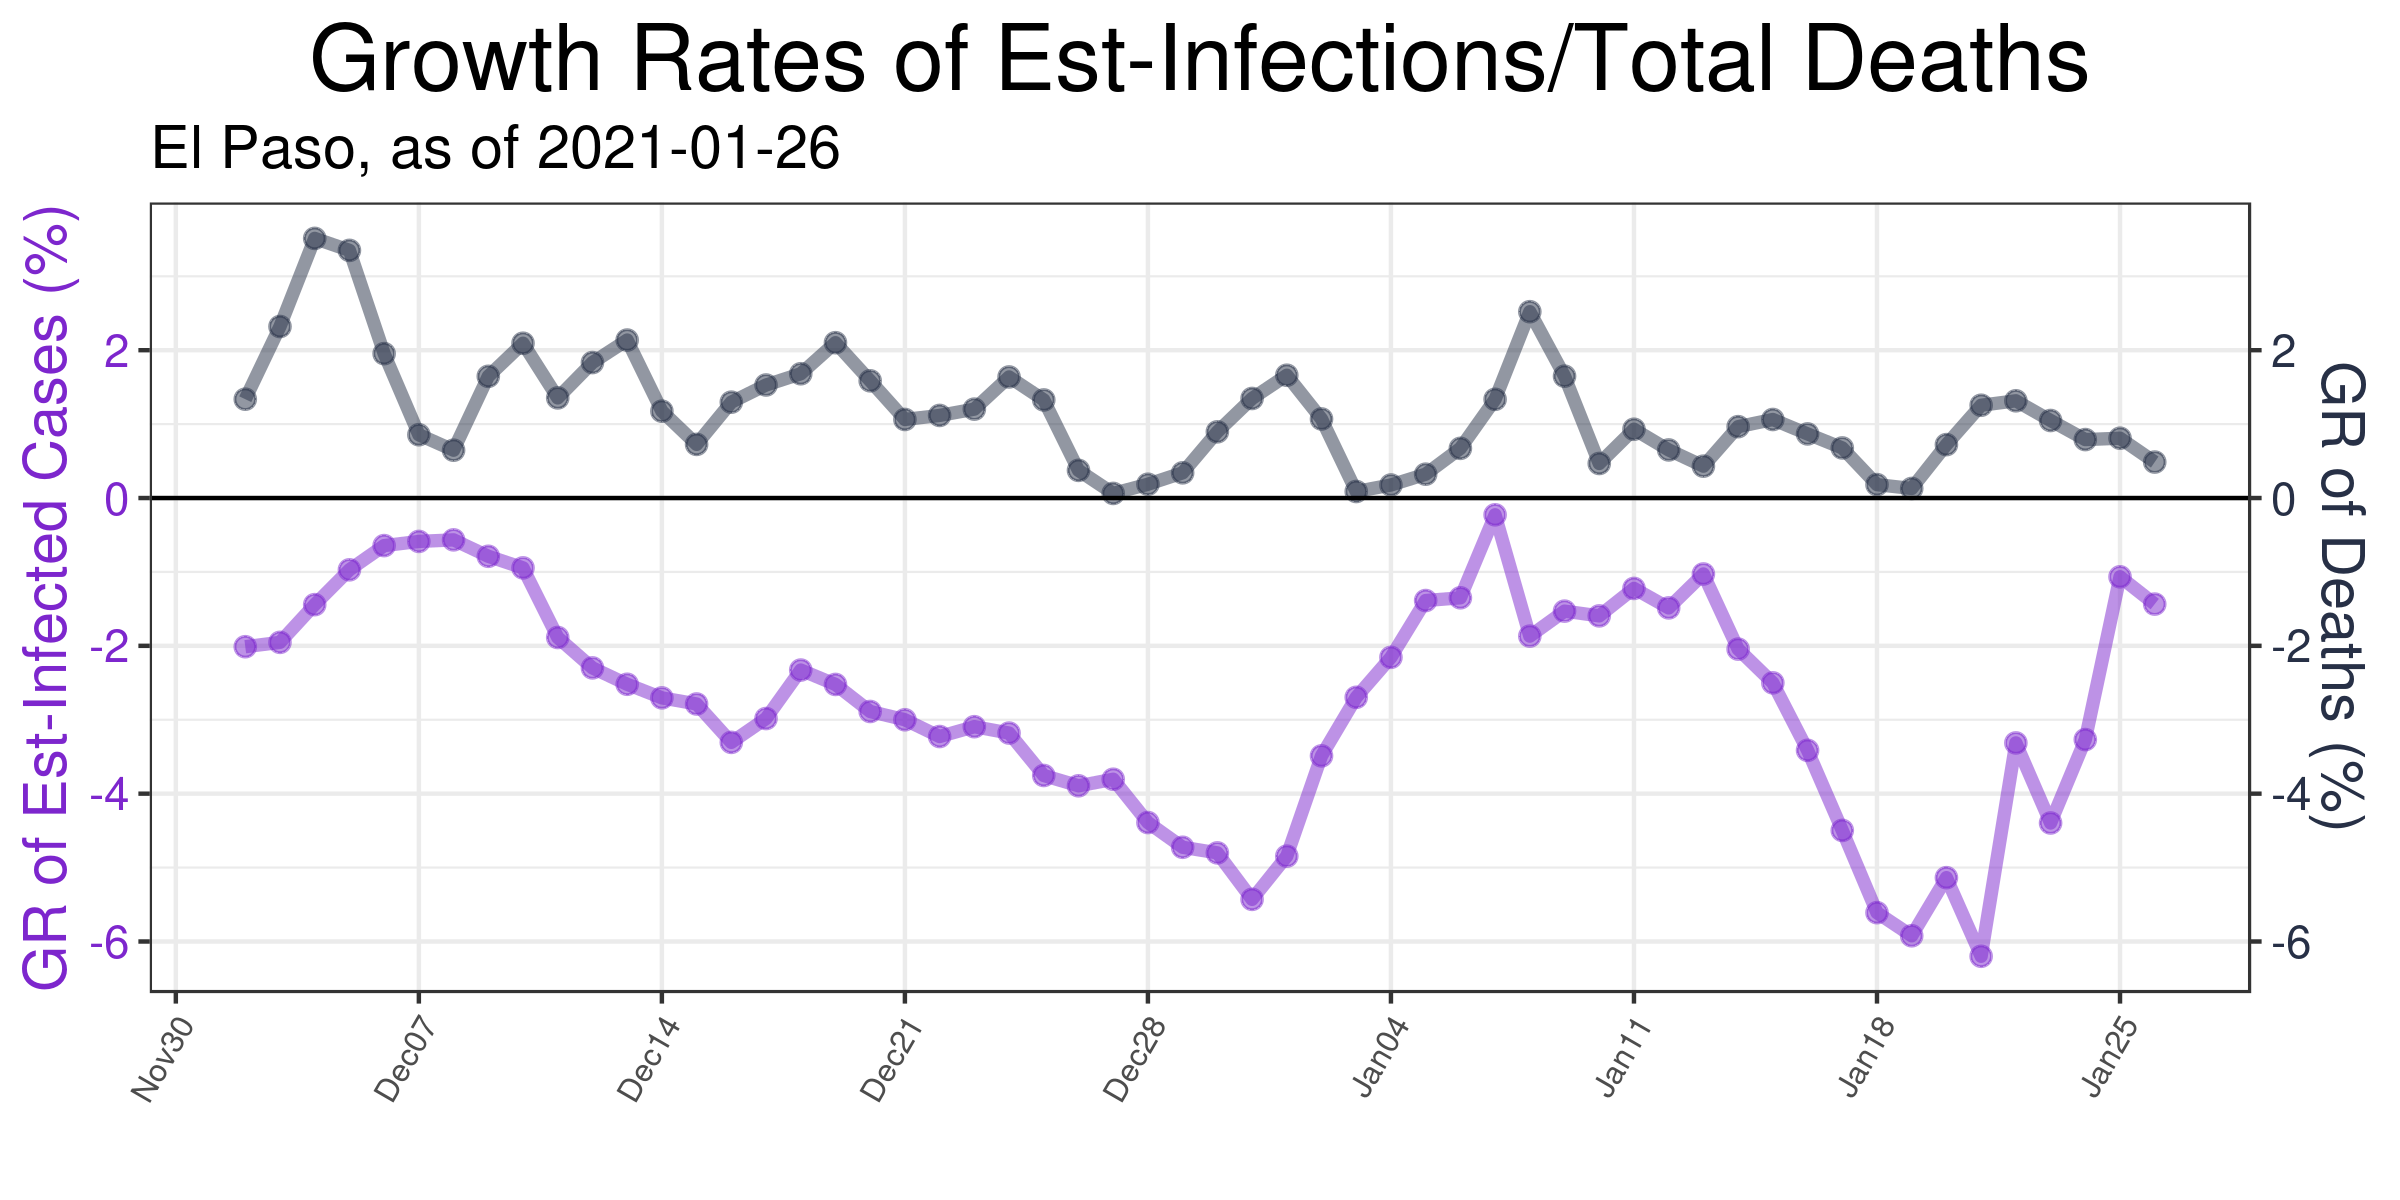 Growth Rates of Est-Infections/Total Deaths
El Paso, as of 2021-01-26
GR of Est-Infected Cases (%)
2
0
-2
-4
-6
2
0
-2
-4
-6
GR of Deaths (%)
Nov30
Dec07
Dec14
Dec21
Dec28
Jan04
Jan11
Jan18
Jan25